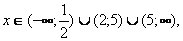 x ∈ (−∞; 1/2) ∪ (2;5) ∪ (5; ∞),